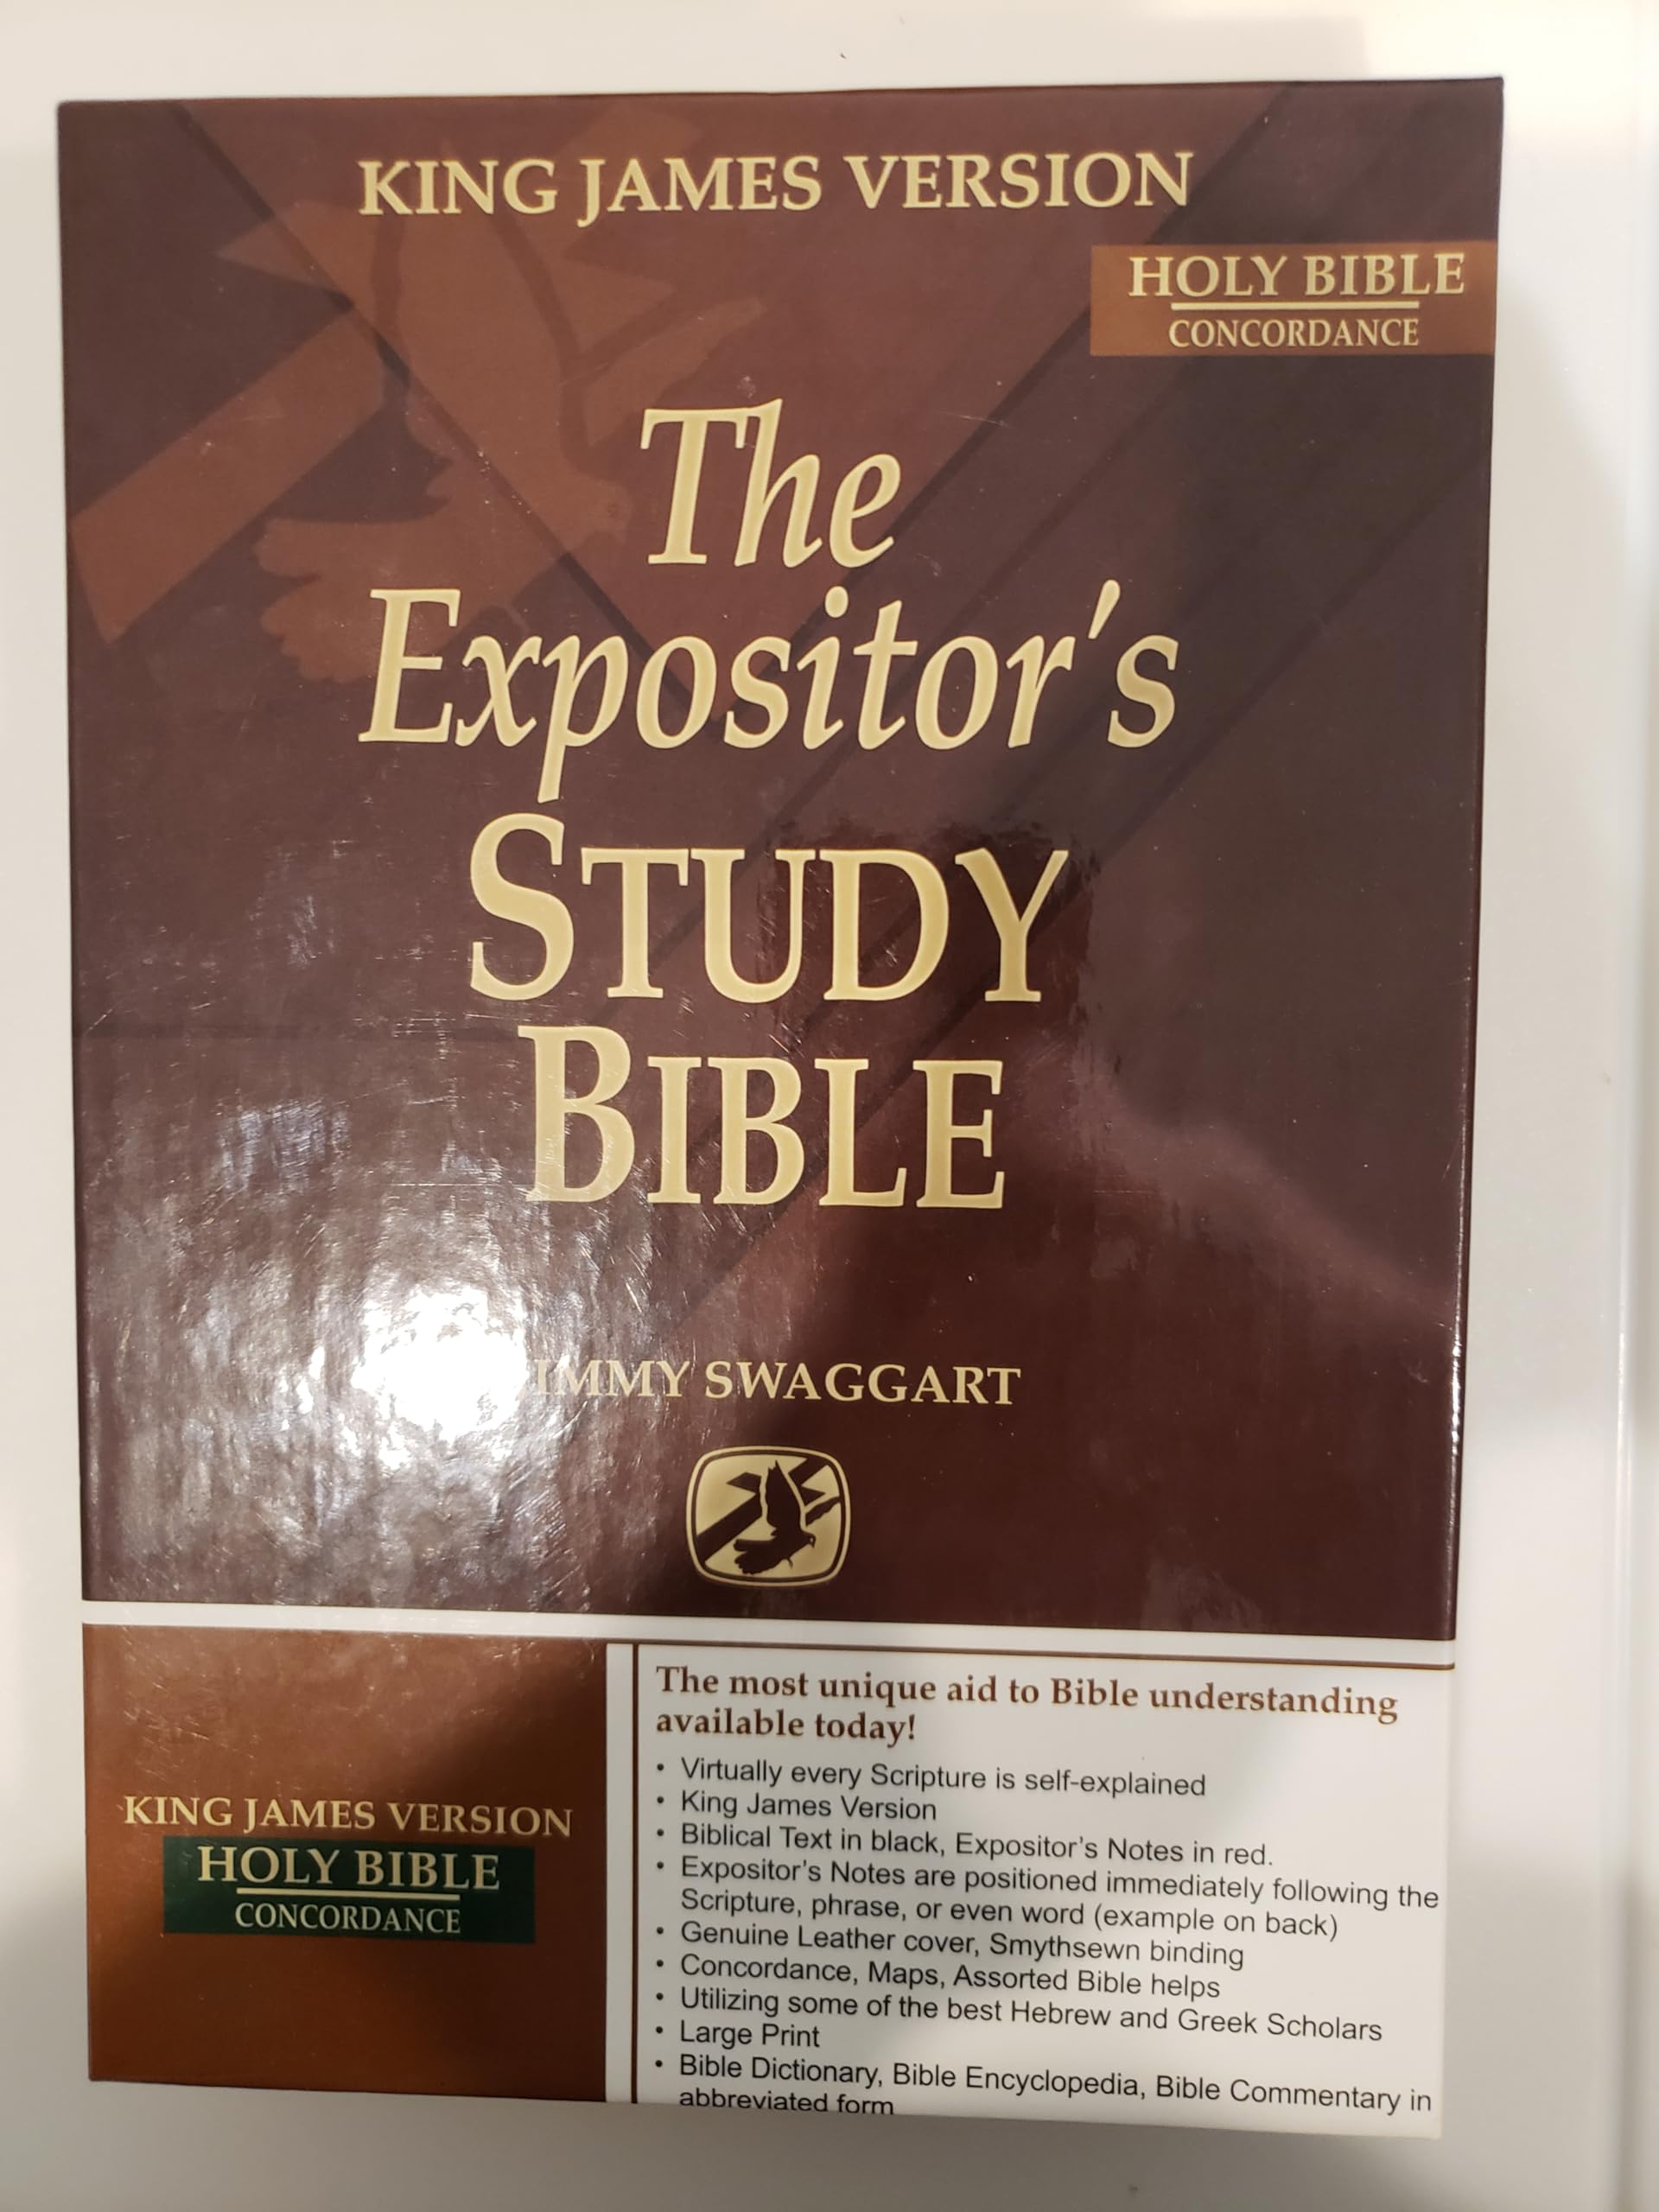 KING JAMES VERSION
HOLY BIBLE
CONCORDANCE
The
Expositor's
STUDY
BIBLE
JIMMY SWAGGART
KING JAMES VERSION
HOLY BIBLE
CONCORDANCE
The most unique aid to Bible understanding
available today!
• Virtually every Scripture is self-explained
• King James Version
• Biblical Text in black, Expositor's Notes in red.
• Expositor's Notes are positioned immediately following the
Scripture, phrase, or even word (example on back)
• Genuine Leather cover, Smythsewn binding
• Concordance, Maps, Assorted Bible helps
• Utilizing some of the best Hebrew and Greek Scholars
• Large Print
• Bible Dictionary, Bible Encyclopedia, Bible Commentary in
abbreviated form